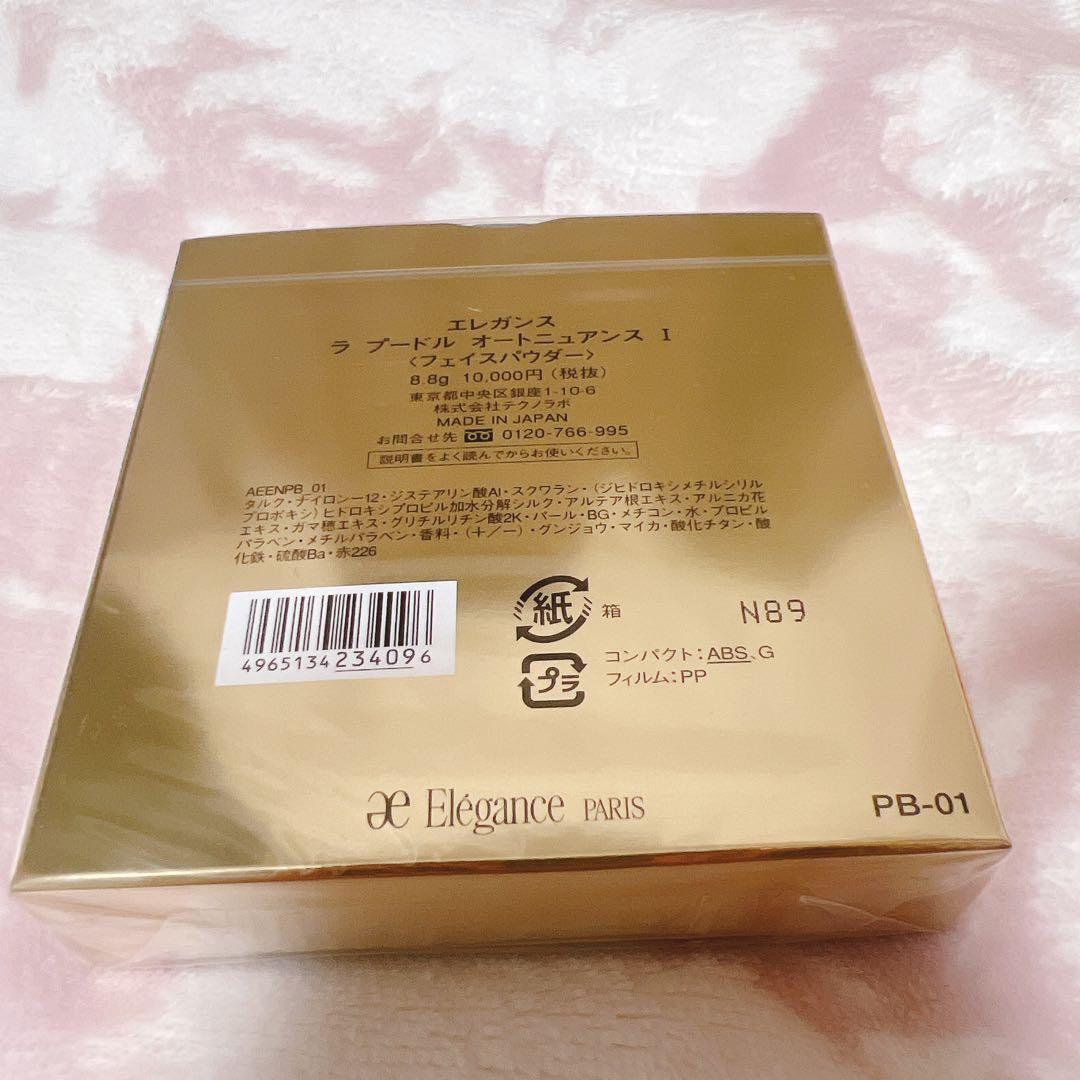 エレガンス
ラ プードル オートニュアンス I
〈フェイスパウダー〉
8.8g 10,000円(税抜)
東京都中央区銀座1-10-6
株式会社テクノラボ
MADE IN JAPAN
お問合せ先 0120-766-995
説明書をよく読んでからお使いください。
AEENPB_01
タルク・ナイロン-12・ジステアリン酸Al・スクワラン・(ジヒドロキシメチルシリル
プロポキシ)ヒドロキシプロピル加水分解シルク・アルテア根エキス・アルニカ花
エキス・ガマ穂エキス・グリチルリチン酸2K・パール・BG・メチコン・水・プロピル
パラベン・メチルパラベン・香料・(+/-)・グンジョウ・マイカ・酸化チタン・酸
化鉄・硫酸Ba・赤226
4965134234096
紙 箱
N89
プラ
コンパクト:ABS、G
フィルム:PP
æ Elégance PARIS
PB-01